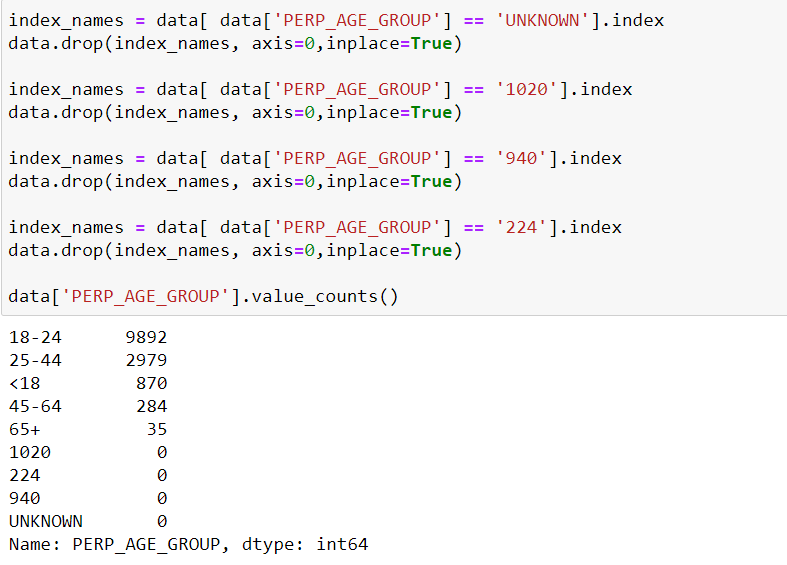 index_names = data[ data['PERP_AGE_GROUP'] == 'UNKNOWN'].index
data.drop(index_names, axis=0,inplace=True)
index_names = data[ data['PERP_AGE_GROUP'] == '1020'].index
data.drop(index_names, axis=0,inplace=True)
index_names = data[ data['PERP_AGE_GROUP'] == '940'].index
data.drop(index_names, axis=0,inplace=True)
index_names = data[ data['PERP_AGE_GROUP'] == '224'].index
data.drop(index_names, axis=0,inplace=True)
data['PERP_AGE_GROUP'].value_counts()
18-24      9892
25-44      2979
<18         870
45-64       284
65+          35
1020          0
224           0
940           0
UNKNOWN       0
Name: PERP_AGE_GROUP, dtype: int64